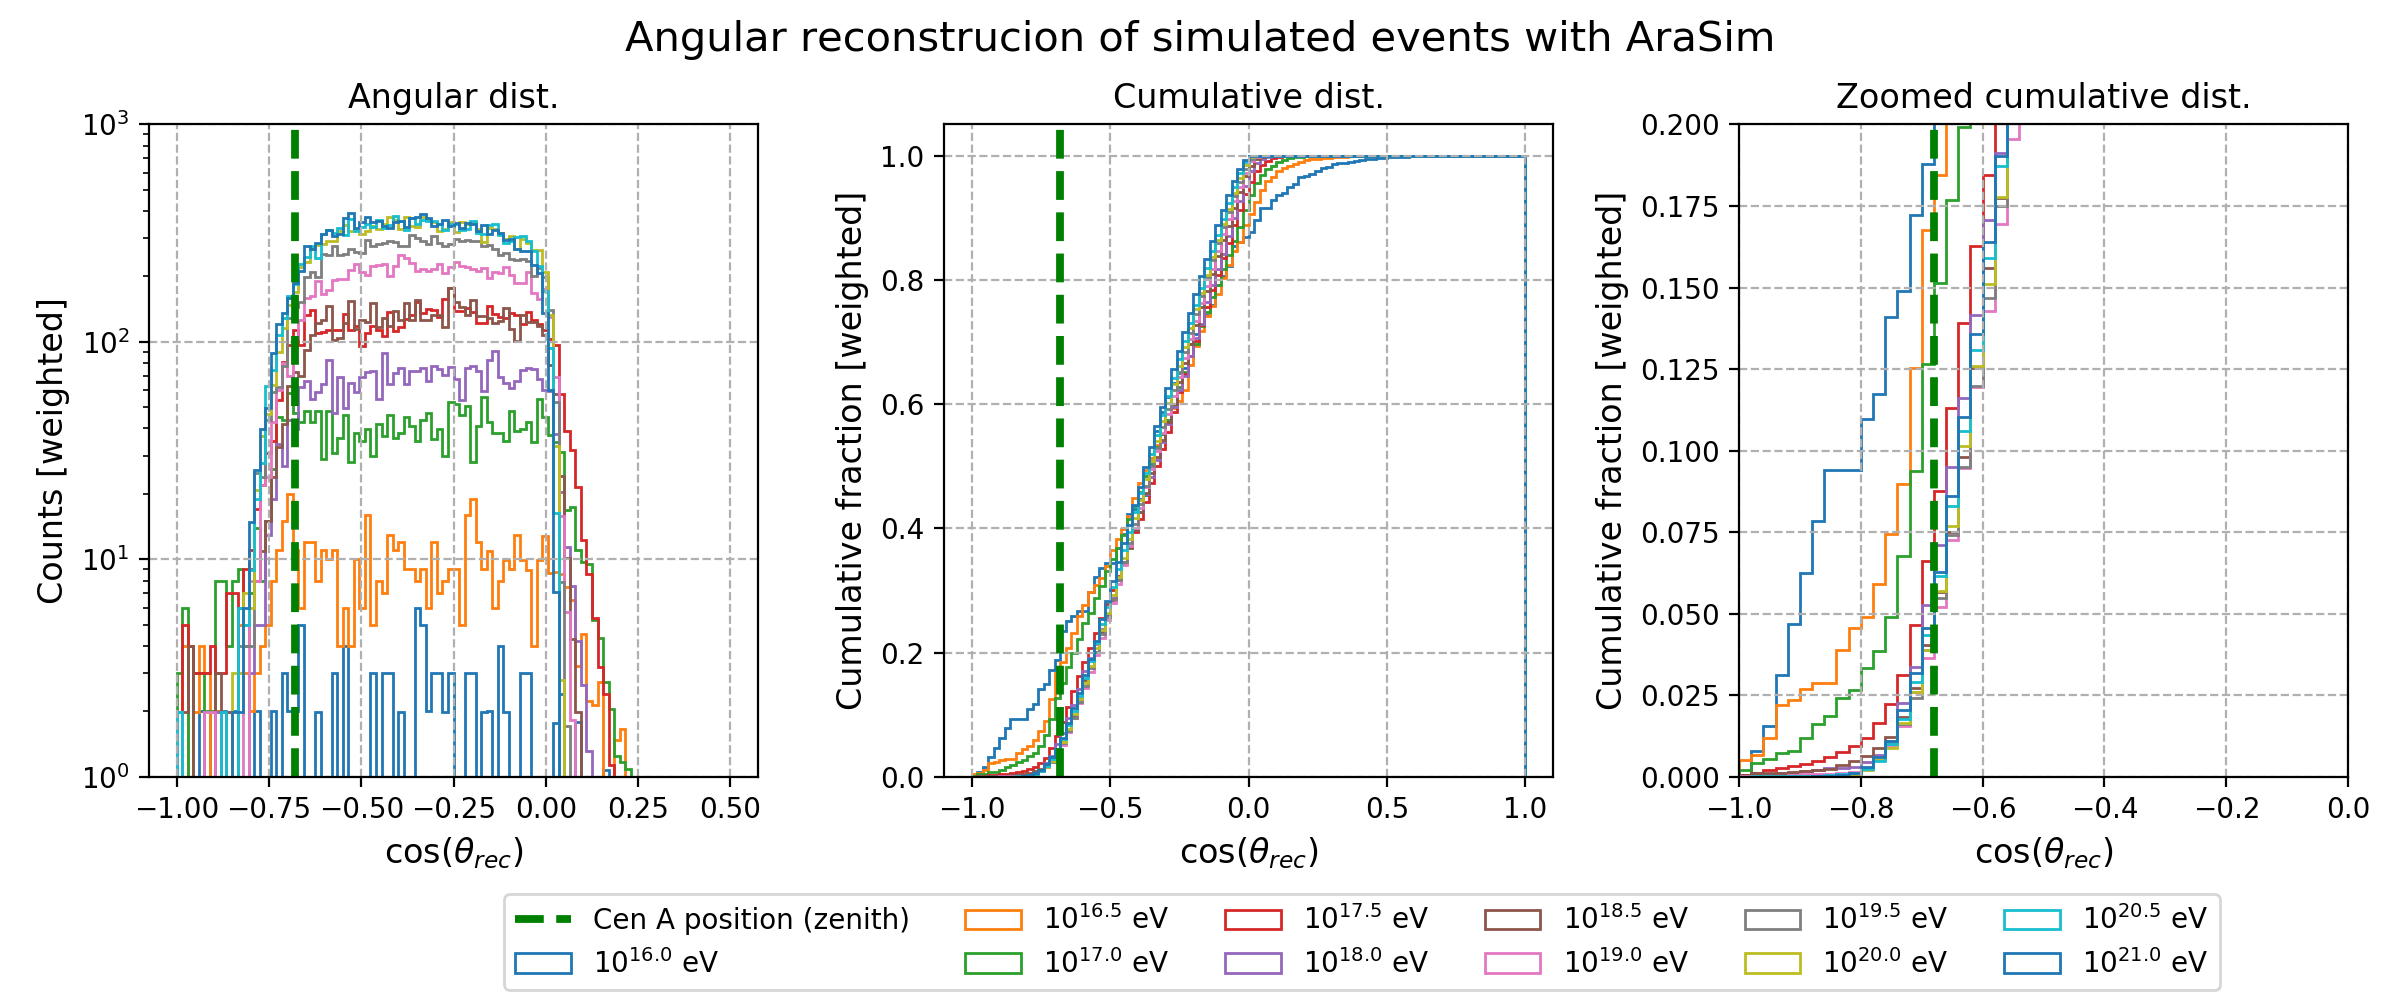 Angular reconstrucion of simulated events with AraSim
Angular dist.
Counts [weighted]
10³
10²
10¹
10⁰
−1.00 −0.75 −0.50 −0.25 0.00 0.25 0.50
cos(θ_rec)
Cumulative dist.
Cumulative fraction [weighted]
1.0
0.8
0.6
0.4
0.2
0.0
−1.0 −0.5 0.0 0.5 1.0
cos(θ_rec)
Zoomed cumulative dist.
Cumulative fraction [weighted]
0.200
0.175
0.150
0.125
0.100
0.075
0.050
0.025
0.000
−1.0 −0.8 −0.6 −0.4 −0.2 0.0
cos(θ_rec)
Cen A position (zenith) 10^16.5 eV 10^17.5 eV 10^18.5 eV 10^19.5 eV 10^20.5 eV
10^16.0 eV 10^17.0 eV 10^18.0 eV 10^19.0 eV 10^20.0 eV 10^21.0 eV